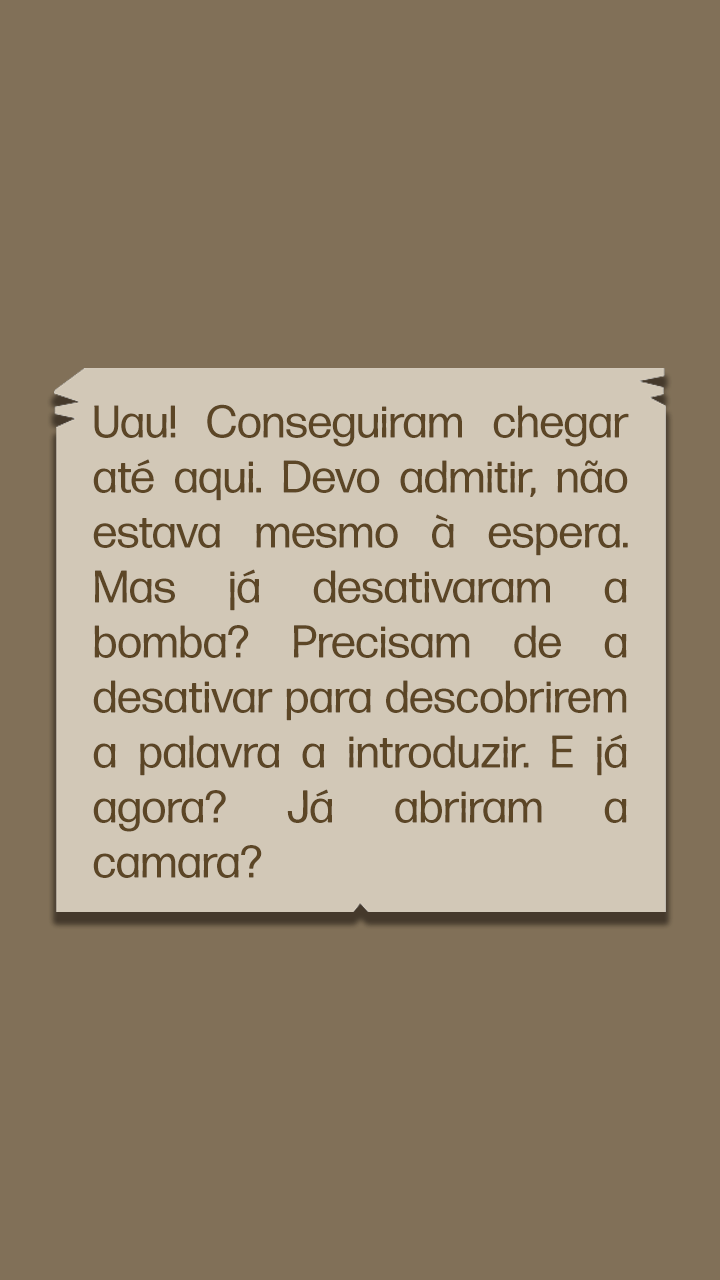 Uau! Conseguiram chegar
até aqui. Devo admitir, não
estava mesmo à espera.
Mas já desativaram a
bomba? Precisam de a
desativar para descobrirem
a palavra a introduzir. E já
agora? Já abriram a
camara?